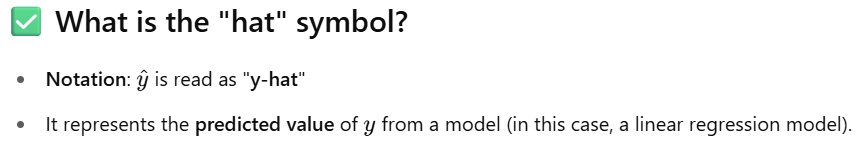 ✅ What is the "hat" symbol?
• Notation: ŷ is read as "y-hat"
• It represents the predicted value of y from a model (in this case, a linear regression model).